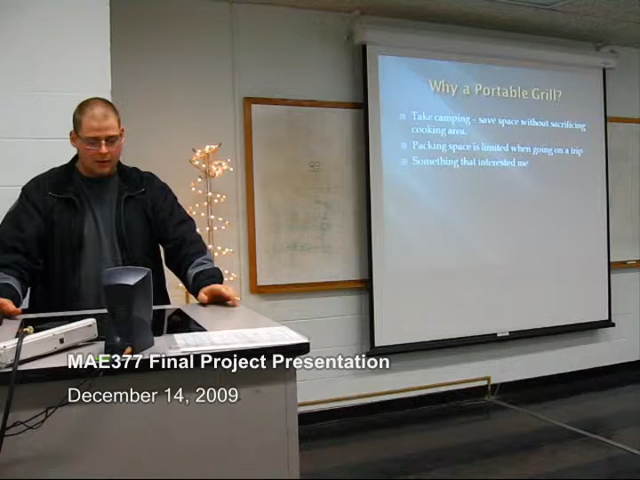 Why a Portable Grill?
Take camping - save space without sacrificing
cooking area.
Packing space is limited when going on a trip
Something that interested me
MAE377 Final Project Presentation
December 14, 2009